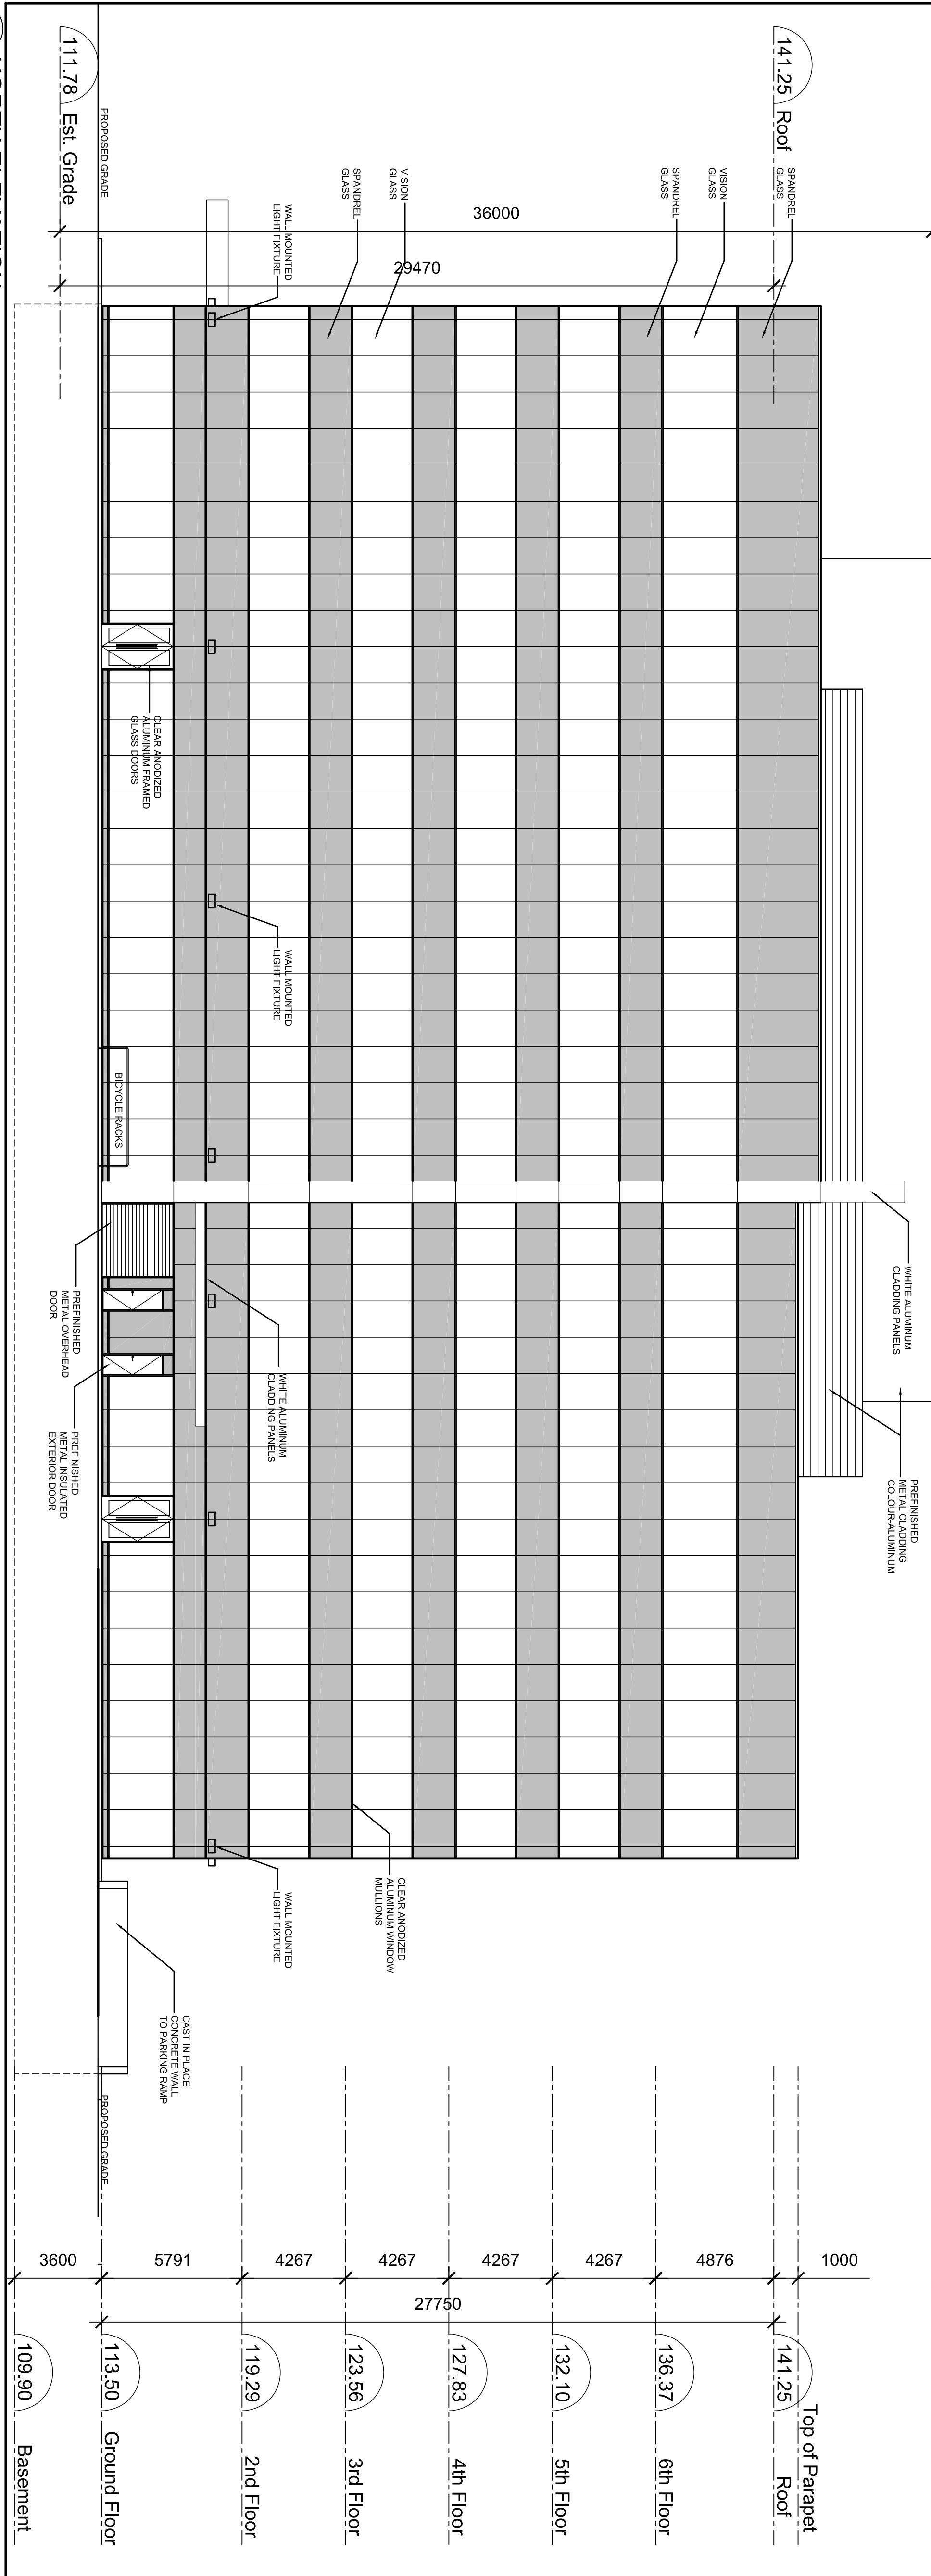 NORTH ELEVATION
141.25 Roof
111.78 Est. Grade
PROPOSED GRADE
36000
29470
SPANDREL
GLASS
VISION
GLASS
SPANDREL
GLASS
VISION
GLASS
SPANDREL
GLASS
WALL MOUNTED
LIGHT FIXTURE
CLEAR ANODIZED
ALUMINUM FRAMED
GLASS DOORS
WALL MOUNTED
LIGHT FIXTURE
BICYCLE RACKS
WHITE ALUMINUM
CLADDING PANELS
PREFINISHED
METAL OVERHEAD
DOOR
WHITE ALUMINUM
CLADDING PANELS
PREFINISHED
METAL INSULATED
EXTERIOR DOOR
PREFINISHED
METAL CLADDING
COLOUR-ALUMINUM
CLEAR ANODIZED
ALUMINUM WINDOW
MULLIONS
WALL MOUNTED
LIGHT FIXTURE
CAST IN PLACE
CONCRETE WALL
TO PARKING RAMP
PROPOSED GRADE
1000
4876
4267
4267
4267
4267
5791
3600
27750
Top of Parapet
141.25 Roof
136.37 6th Floor
132.10 5th Floor
127.83 4th Floor
123.56 3rd Floor
119.29 2nd Floor
113.50 Ground Floor
109.90 Basement